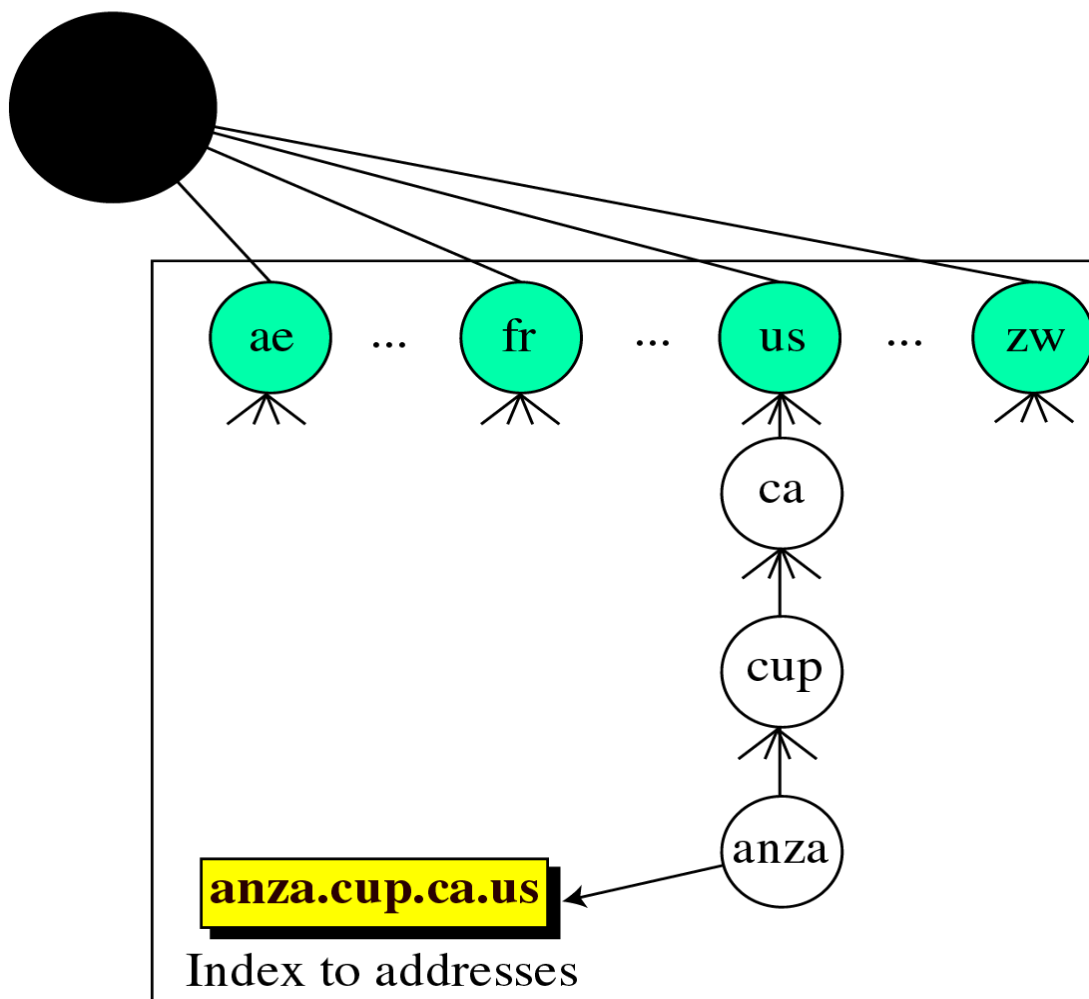 ae ... fr ... us ... zw
ca
cup
anza
anza.cup.ca.us
Index to addresses